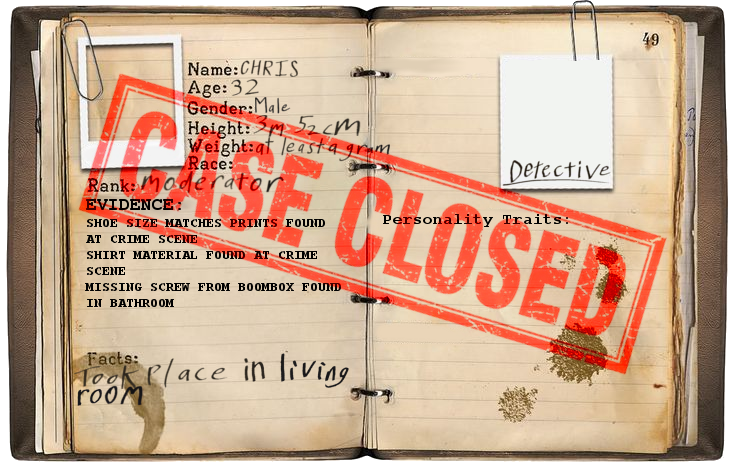 49
Name:CHRIS
Age: 32
Gender:Male
Height: 3m 52cm
Weight:at least a gram
Race:
Rank: moderator
EVIDENCE:
SHOE SIZE MATCHES PRINTS FOUND
AT CRIME SCENE
SHIRT MATERIAL FOUND AT CRIME
SCENE
MISSING SCREW FROM BOOMBOX FOUND
IN BATHROOM
Facts:
Took Place in living
room
CASE CLOSED
Detective
Personality Traits: